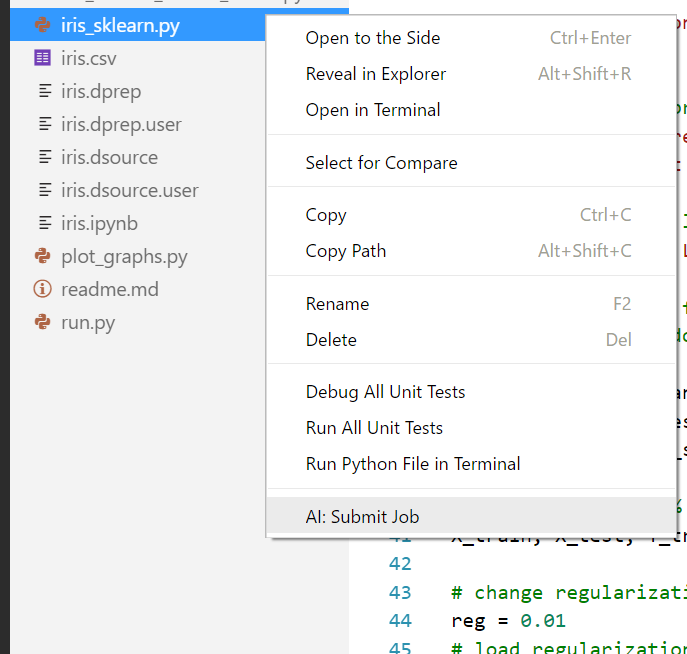 iris_sklearn.py
iris.csv
iris.dprep
iris.dprep.user
iris.dsource
iris.dsource.user
iris.ipynb
plot_graphs.py
readme.md
run.py
Open to the Side Ctrl+Enter
Reveal in Explorer Alt+Shift+R
Open in Terminal
Select for Compare
Copy Ctrl+C
Copy Path Alt+Shift+C
Rename F2
Delete Del
Debug All Unit Tests
Run All Unit Tests
Run Python File in Terminal
AI: Submit Job
42
43 # change regularizati
44 reg = 0.01
45 # load regularization